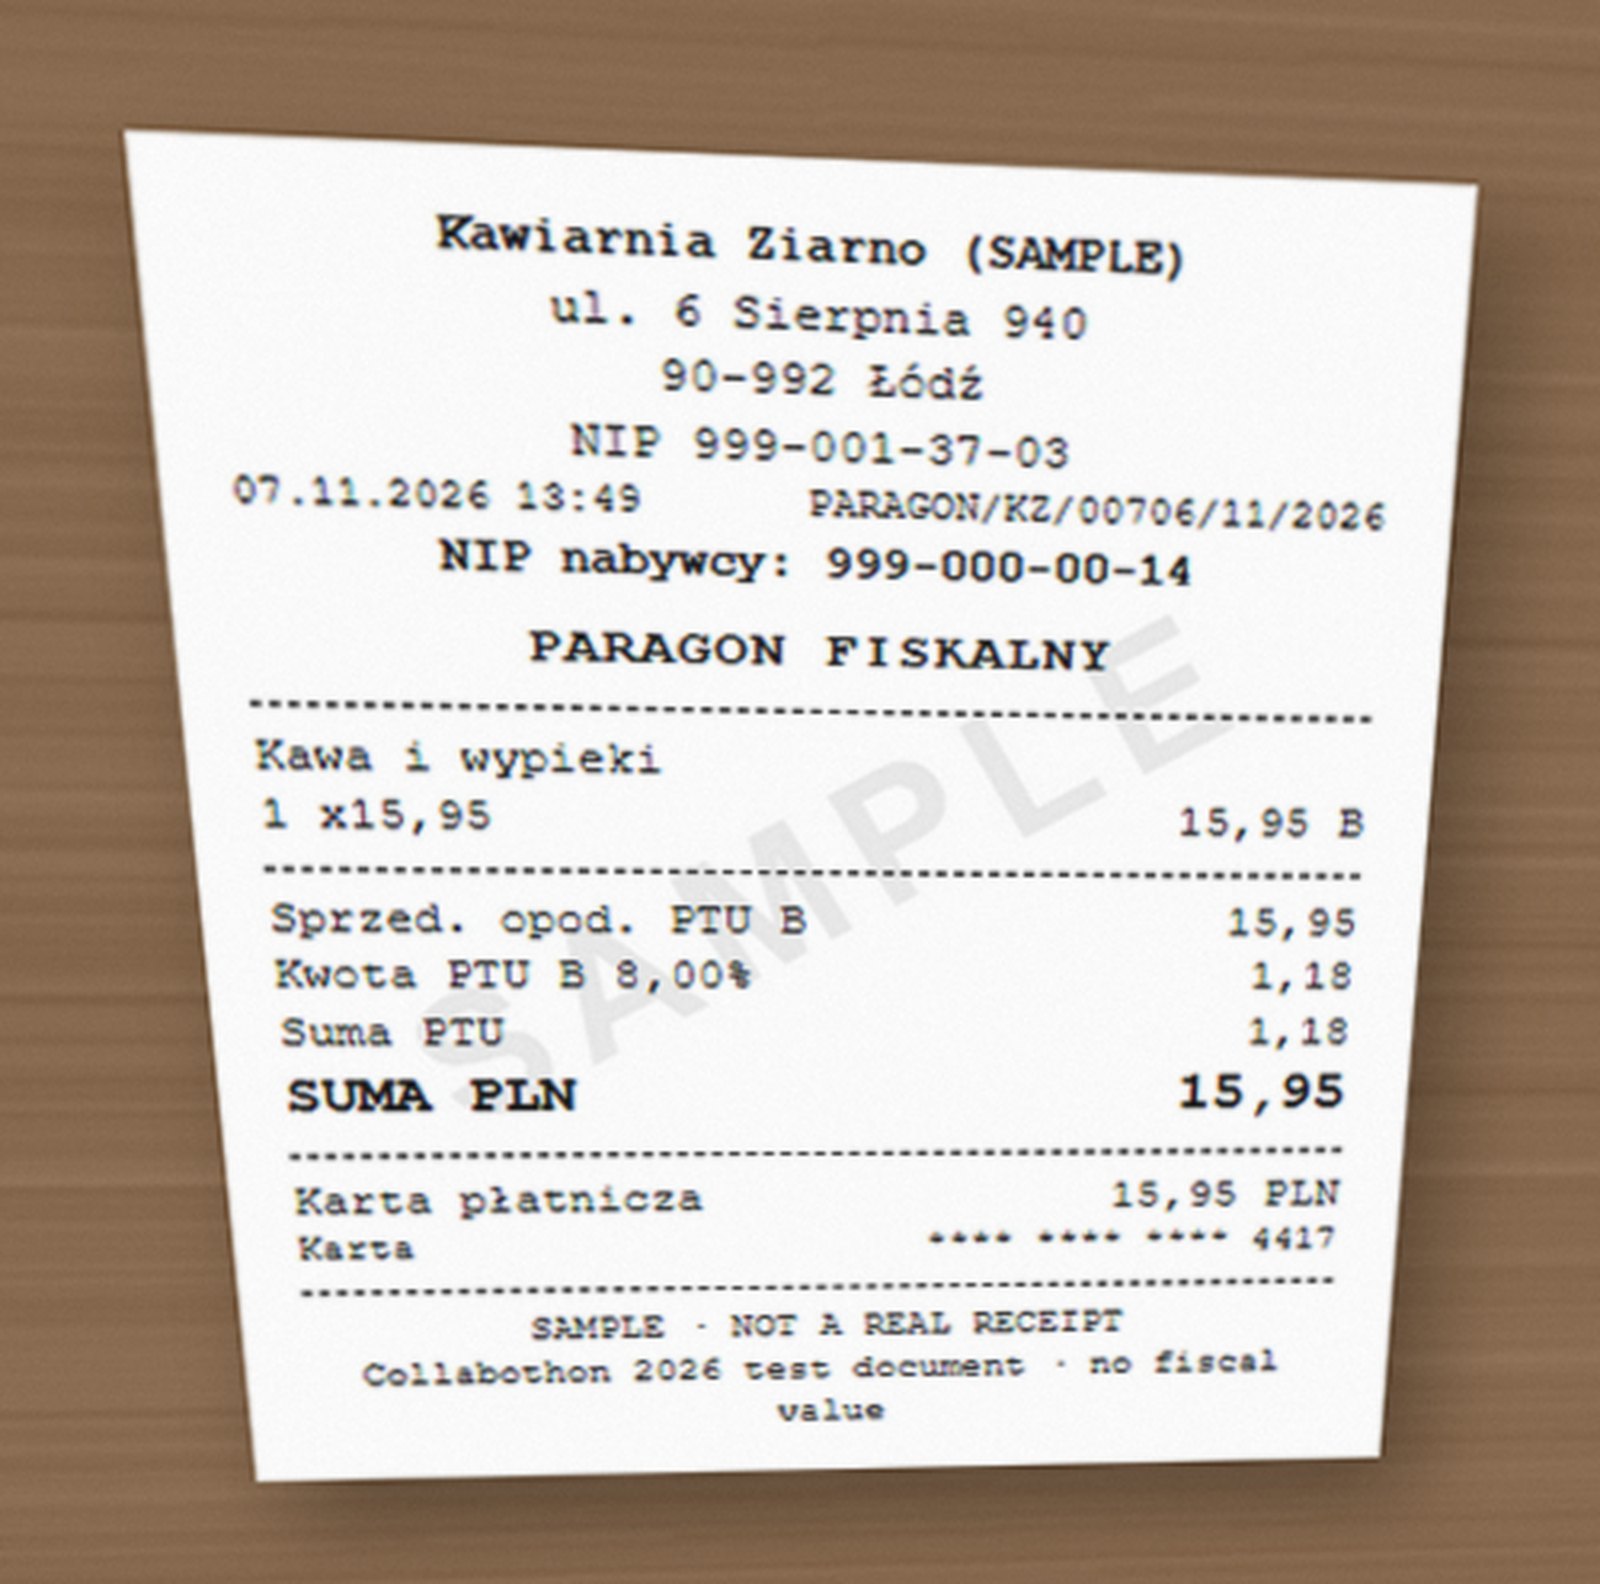 Kawiarnia Ziarno (SAMPLE)
ul. 6 Sierpnia 940
90-992 Łódź
NIP 999-001-37-03
07.11.2026 13:49 PARAGON/KZ/00706/11/2026
NIP nabywcy: 999-000-00-14
PARAGON FISKALNY
Kawa i wypieki
1 x15,95 15,95 B
Sprzed. opod. PTU B 15,95
Kwota PTU B 8,00% 1,18
Suma PTU 1,18
SUMA PLN 15,95
Karta płatnicza 15,95 PLN
Karta **** **** **** 4417
SAMPLE · NOT A REAL RECEIPT
Collabothon 2026 test document · no fiscal
value
SAMPLE